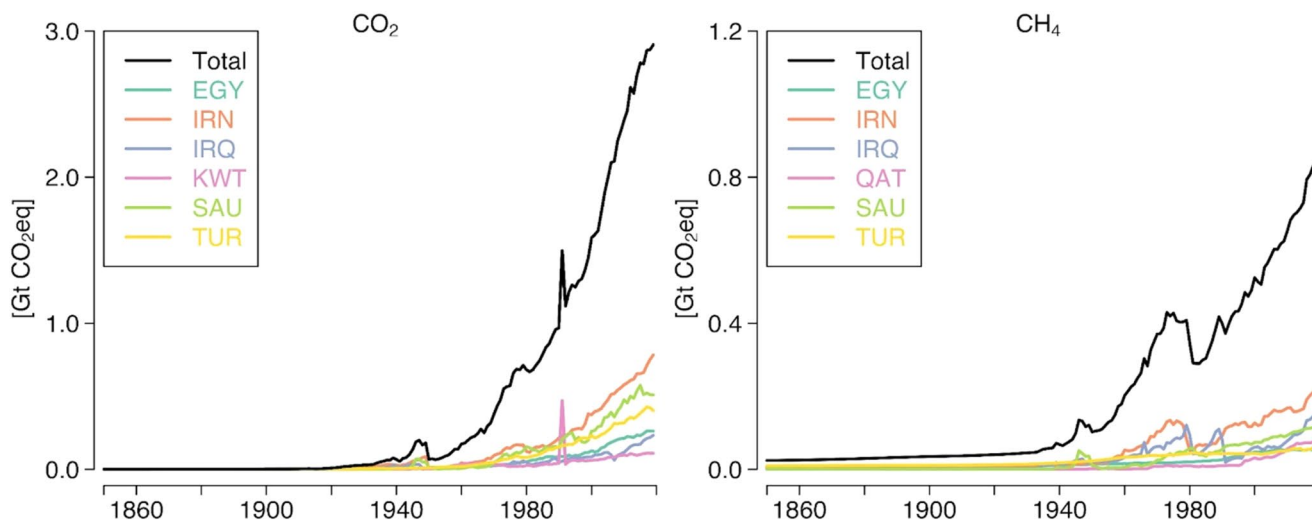 CO₂
[Gt CO₂eq]
3.0
2.0
1.0
0.0
Total
EGY
IRN
IRQ
KWT
SAU
TUR
1860 1900 1940 1980
CH₄
[Gt CO₂eq]
1.2
0.8
0.4
0.0
Total
EGY
IRN
IRQ
QAT
SAU
TUR
1860 1900 1940 1980